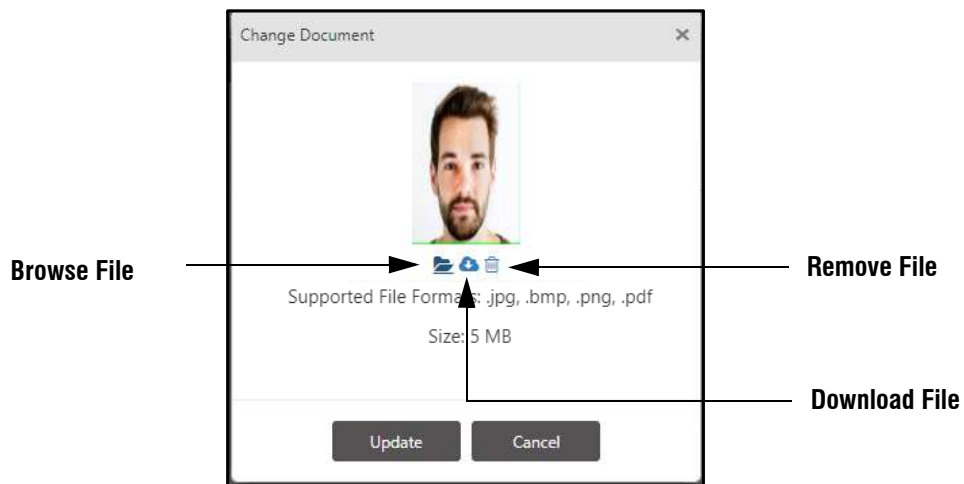 Change Document
Browse File
Remove File
Supported File Formats: .jpg, .bmp, .png, .pdf
Size: 5 MB
Download File
Update
Cancel